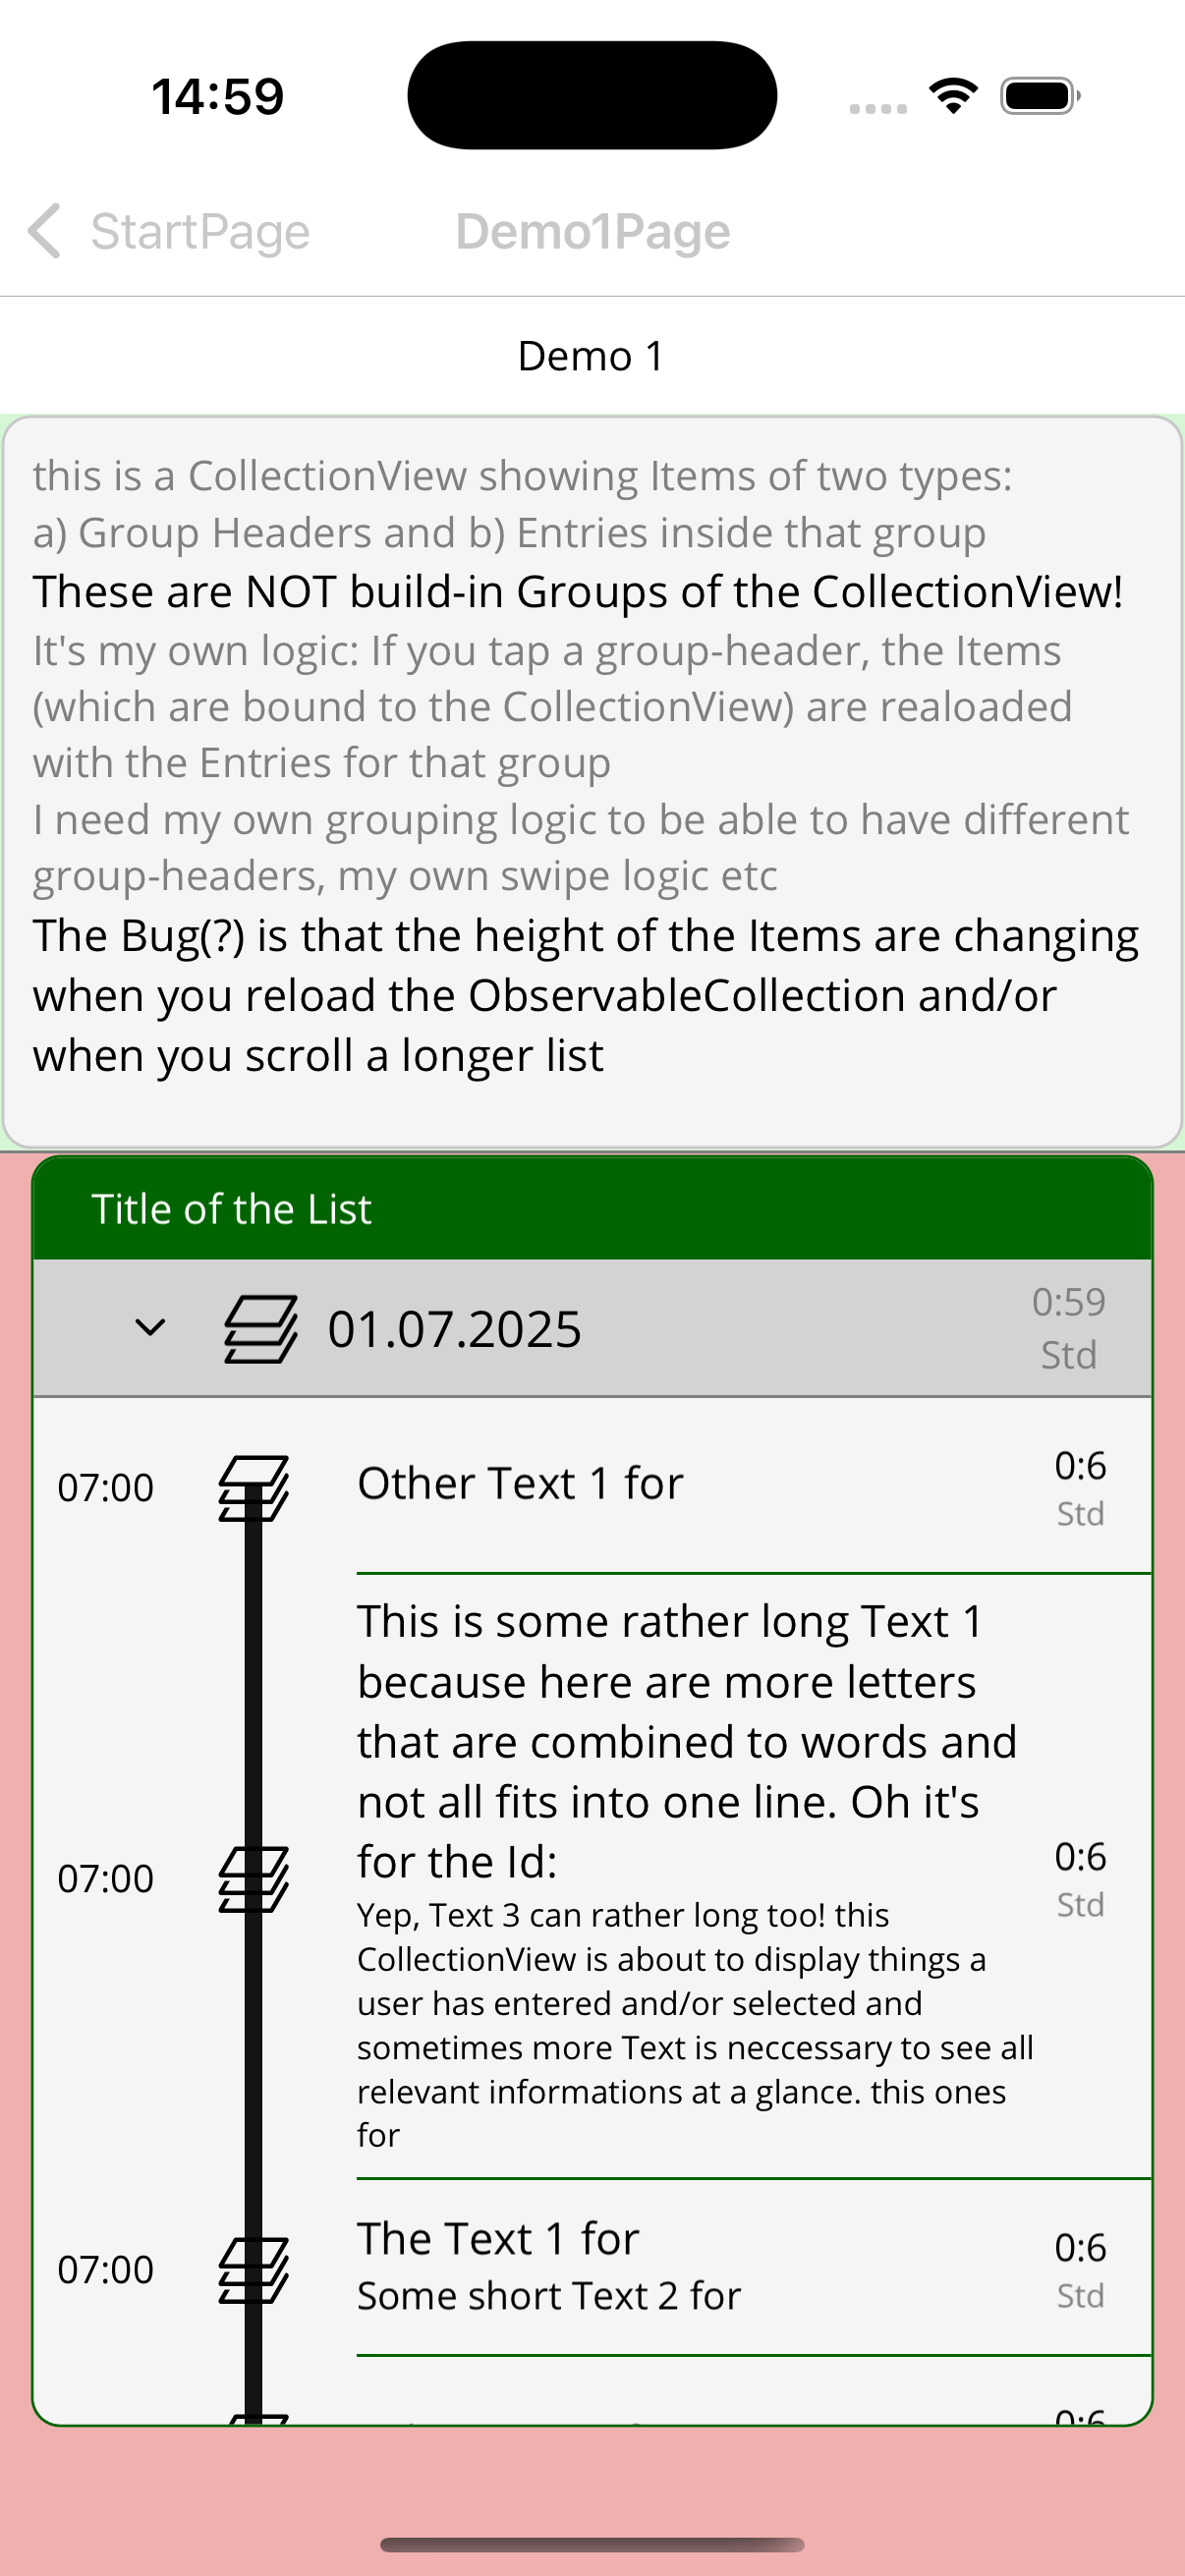 14:59
StartPage
Demo1Page
Demo 1
this is a CollectionView showing Items of two types:
a) Group Headers and b) Entries inside that group
These are NOT build-in Groups of the CollectionView!
It's my own logic: If you tap a group-header, the Items
(which are bound to the CollectionView) are realoaded
with the Entries for that group
I need my own grouping logic to be able to have different
group-headers, my own swipe logic etc
The Bug(?) is that the height of the Items are changing
when you reload the ObservableCollection and/or
when you scroll a longer list
Title of the List
01.07.2025
0:59
Std
07:00
Other Text 1 for
0:6
Std
This is some rather long Text 1
because here are more letters
that are combined to words and
not all fits into one line. Oh it's
for the Id:
07:00
0:6
Std
Yep, Text 3 can rather long too! this
CollectionView is about to display things a
user has entered and/or selected and
sometimes more Text is neccessary to see all
relevant informations at a glance. this ones
for
07:00
The Text 1 for
Some short Text 2 for
0:6
Std
0:6